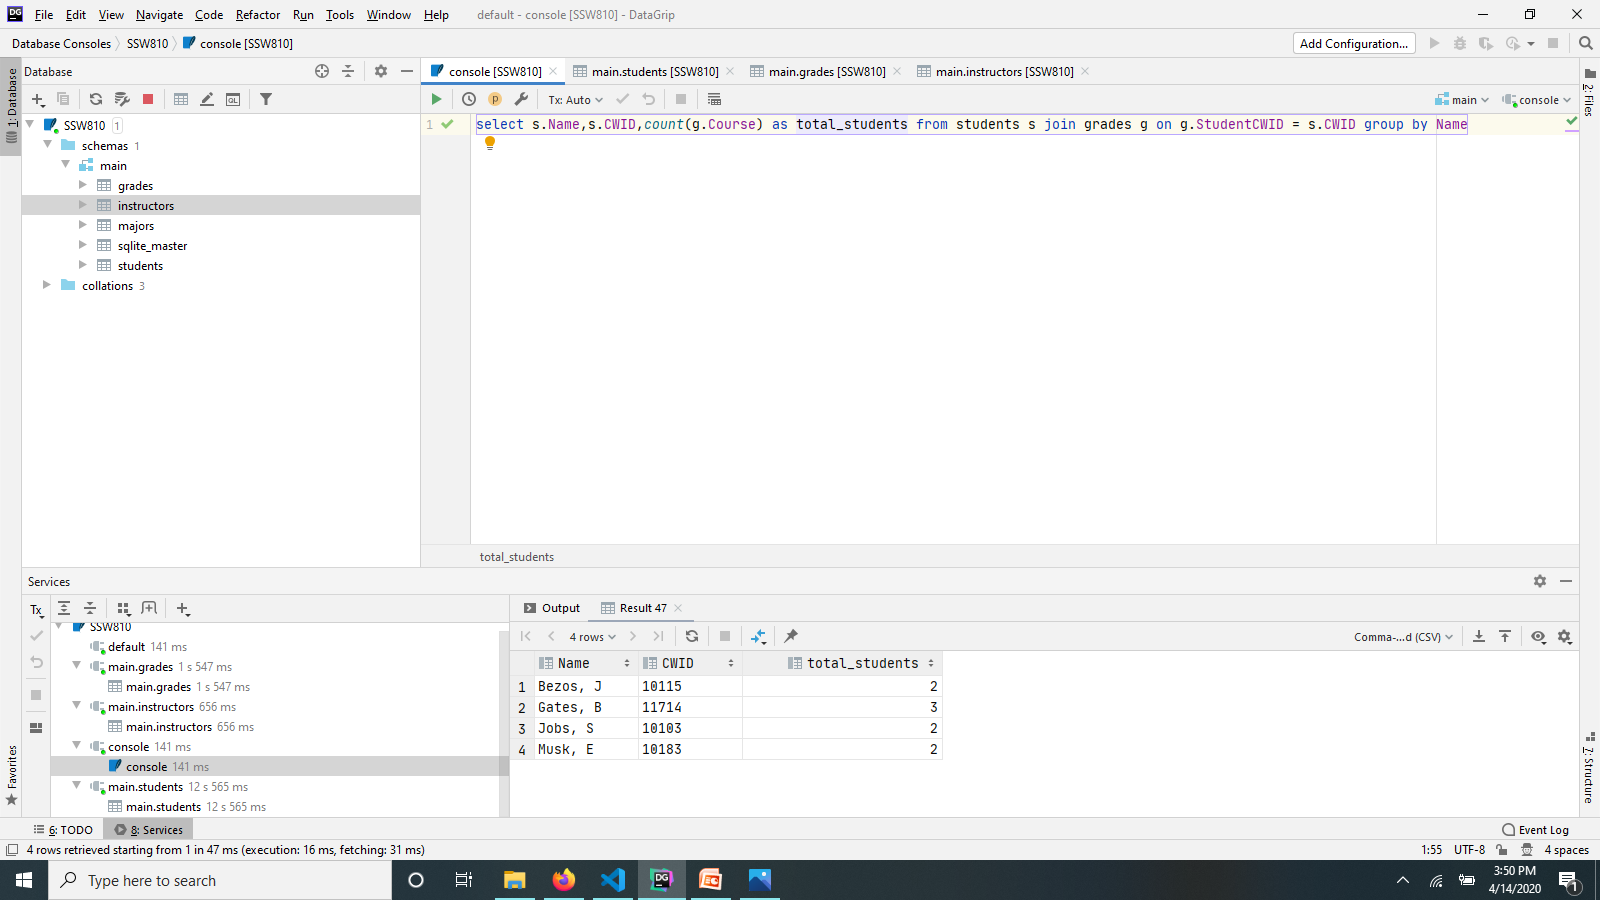 DG File Edit View Navigate Code Refactor Run Tools Window Help default - console [SSW810] - DataGrip
Database Consoles SSW810 console [SSW810] Add Configuration...
1: Database
Database
console [SSW810] main.students [SSW810] main.grades [SSW810] main.instructors [SSW810]
2: Files
QL
p Tx: Auto main console
SSW810 1
schemas 1
main
grades
instructors
majors
sqlite_master
students
collations 3
1 select s.Name,s.CWID,count(g.Course) as total_students from students s join grades g on g.StudentCWID = s.CWID group by Name
total_students
Services
Tx
SSW810
default 141 ms
main.grades 1 s 547 ms
main.grades 1 s 547 ms
main.instructors 656 ms
main.instructors 656 ms
console 141 ms
console 141 ms
main.students 12 s 565 ms
main.students 12 s 565 ms
Favorites
Output Result 47
4 rows Comma-...d (CSV)
Name CWID total_students
1 Bezos, J 10115 2
2 Gates, B 11714 3
3 Jobs, S 10103 2
4 Musk, E 10183 2
7: Structure
6: TODO 8: Services Event Log
4 rows retrieved starting from 1 in 47 ms (execution: 16 ms, fetching: 31 ms) 1:55 UTF-8 4 spaces
Type here to search DG
3:50 PM
4/14/2020
1